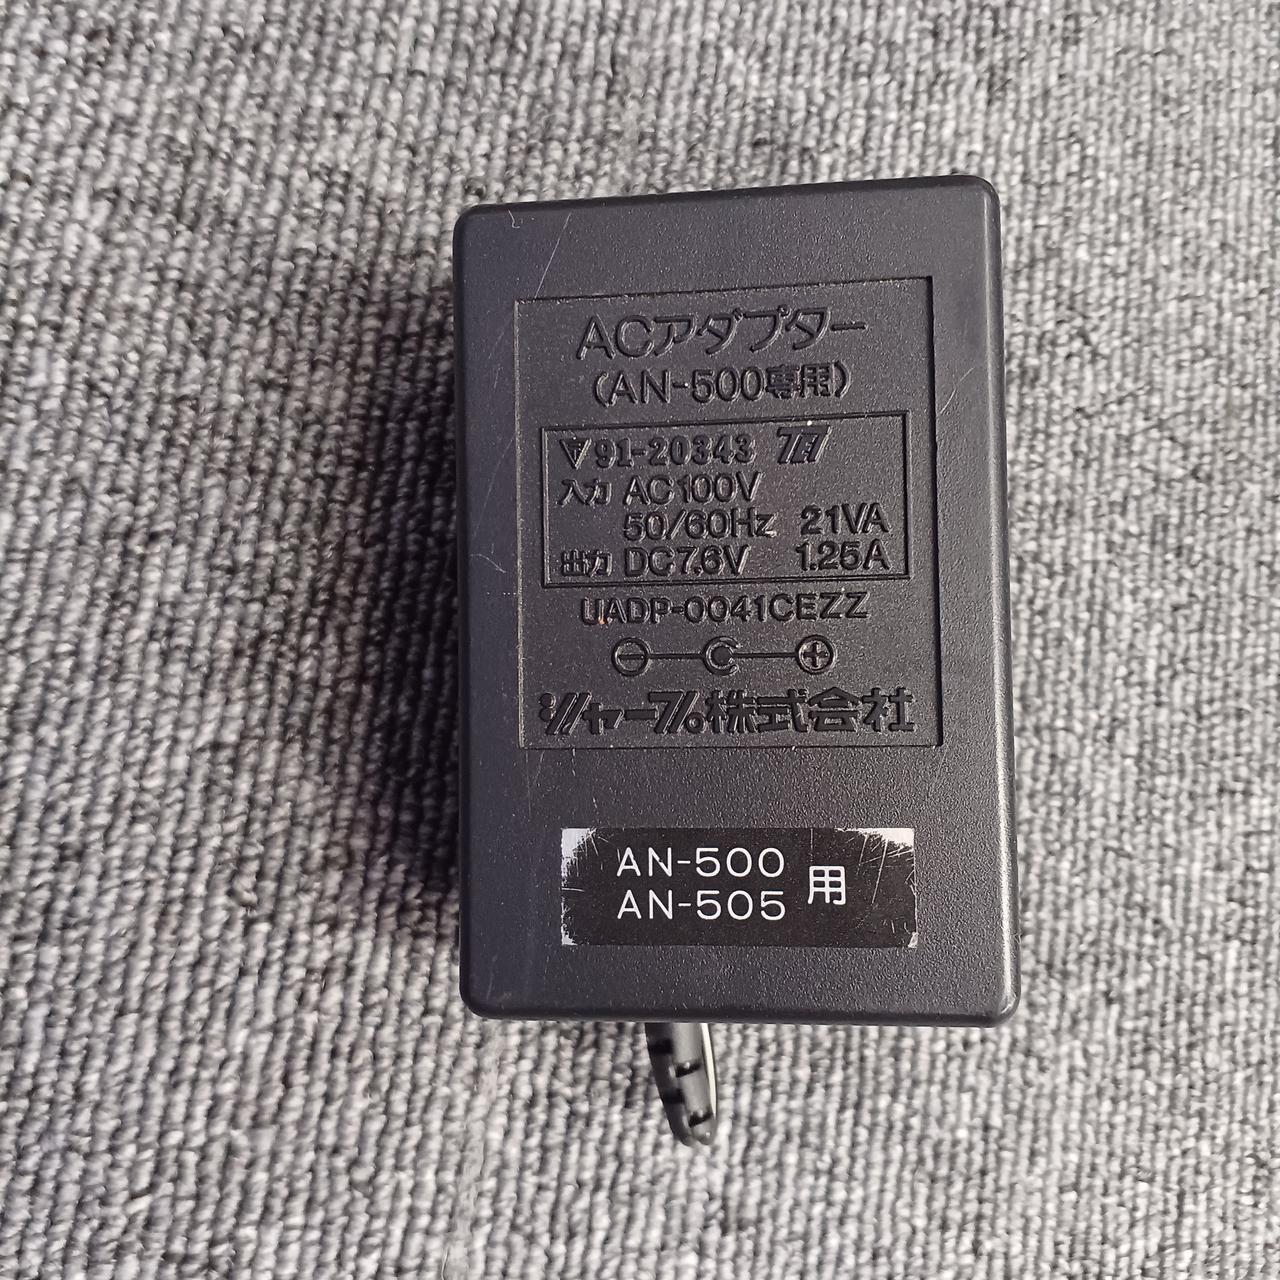 ACアダプター
(AN-500専用)
91-20343
入力 AC100V
50/60Hz 21VA
出力 DC7.6V 1.25A
UADP-0041CEZZ
シャープ株式会社
AN-500
AN-505 用